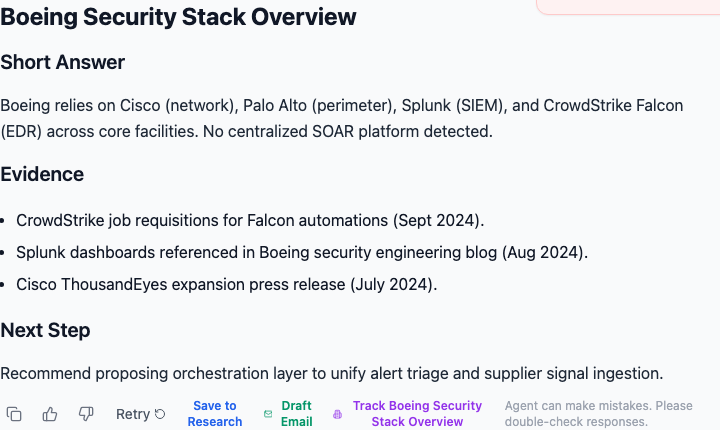 Boeing Security Stack Overview
Short Answer
Boeing relies on Cisco (network), Palo Alto (perimeter), Splunk (SIEM), and CrowdStrike Falcon
(EDR) across core facilities. No centralized SOAR platform detected.
Evidence
• CrowdStrike job requisitions for Falcon automations (Sept 2024).
• Splunk dashboards referenced in Boeing security engineering blog (Aug 2024).
• Cisco ThousandEyes expansion press release (July 2024).
Next Step
Recommend proposing orchestration layer to unify alert triage and supplier signal ingestion.
Retry
Save to
Research
Draft
Email
Track Boeing Security
Stack Overview
Agent can make mistakes. Please
double-check responses.